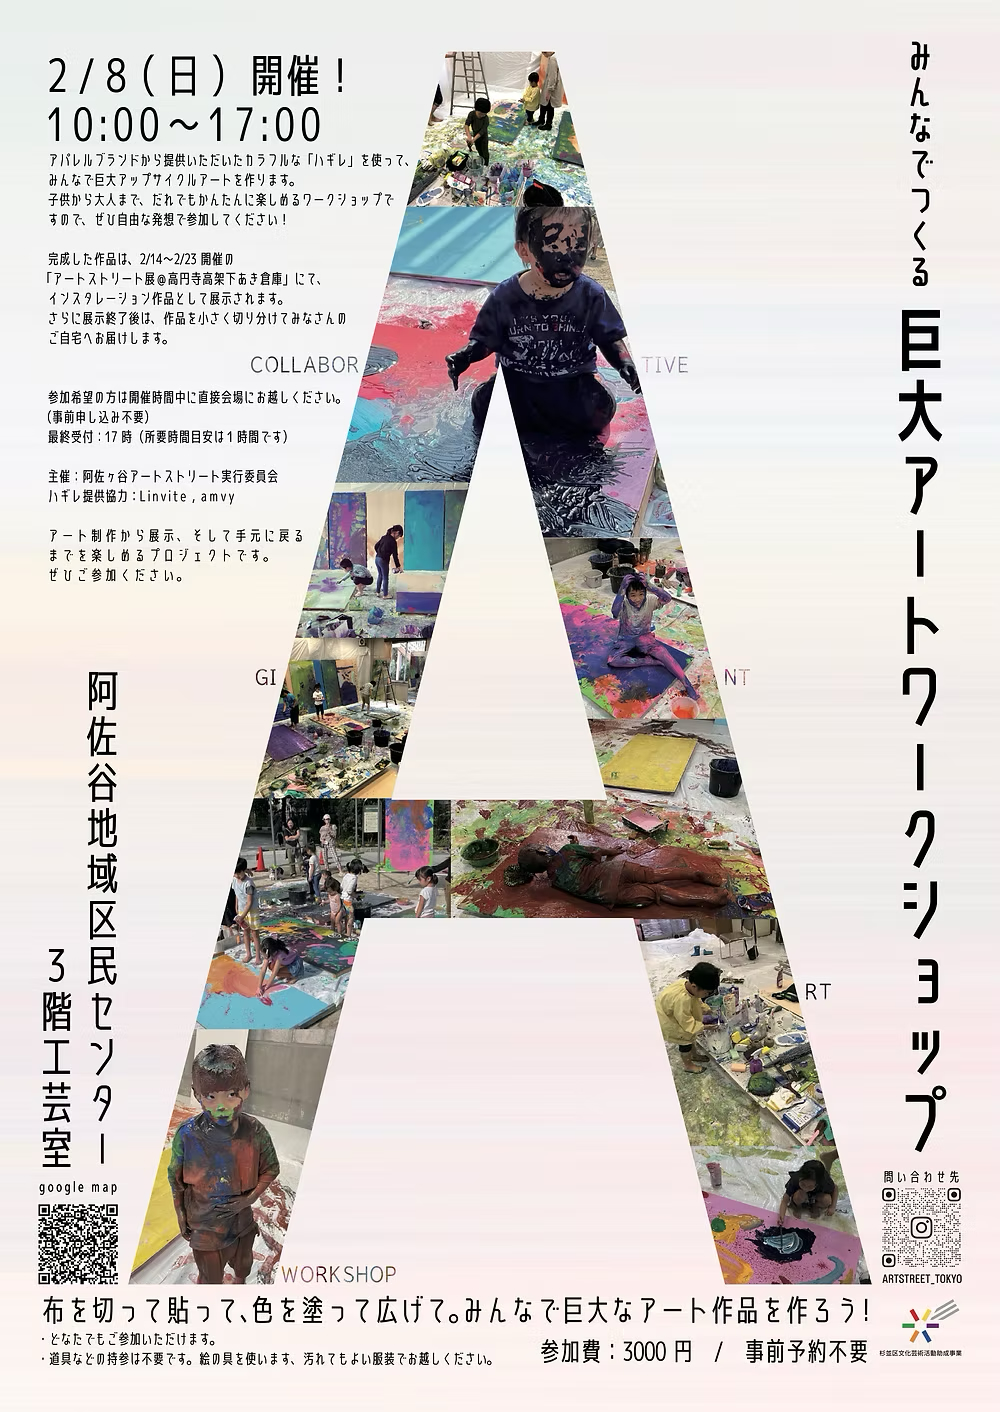 2/8(日) 開催！
10:00〜17:00
アパレルブランドから提供いただいたカラフルな「ハギレ」を使って、
みんなで巨大アップサイクルアートを作ります。
子供から大人まで、だれでもかんたんに楽しめるワークショップで
すので、ぜひ自由な発想で参加してください！
完成した作品は、2/14〜2/23 開催の
「アートストリート展@高円寺高架下あき倉庫」にて、
インスタレーション作品として展示されます。
さらに展示終了後は、作品を小さく切り分けてみなさんの
ご自宅へお届けします。
COLLABOR
TIVE
参加希望の方は開催時間中に直接会場にお越しください。
（事前申し込み不要）
最終受付：17 時（所要時間目安は1時間です）
主催：阿佐ヶ谷アートストリート実行委員会
ハギレ提供協力：Linvite , amvy
アート制作から展示、そして手元に戻る
までを楽しめるプロジェクトです。
ぜひご参加ください。
みんなでつくる 巨大アートワークショップ
GI
NT
RT
WORKSHOP
阿佐谷地域区民センター
3階工芸室
google map
問い合わせ先
ARTSTREET_TOKYO
布を切って貼って、色を塗って広げて。みんなで巨大なアート作品を作ろう！
・どなたでもご参加いただけます。
・道具などの持参は不要です。絵の具を使います、汚れてもよい服装でお越しください。
参加費：3000 円　/　事前予約不要
杉並区文化芸術活動助成事業